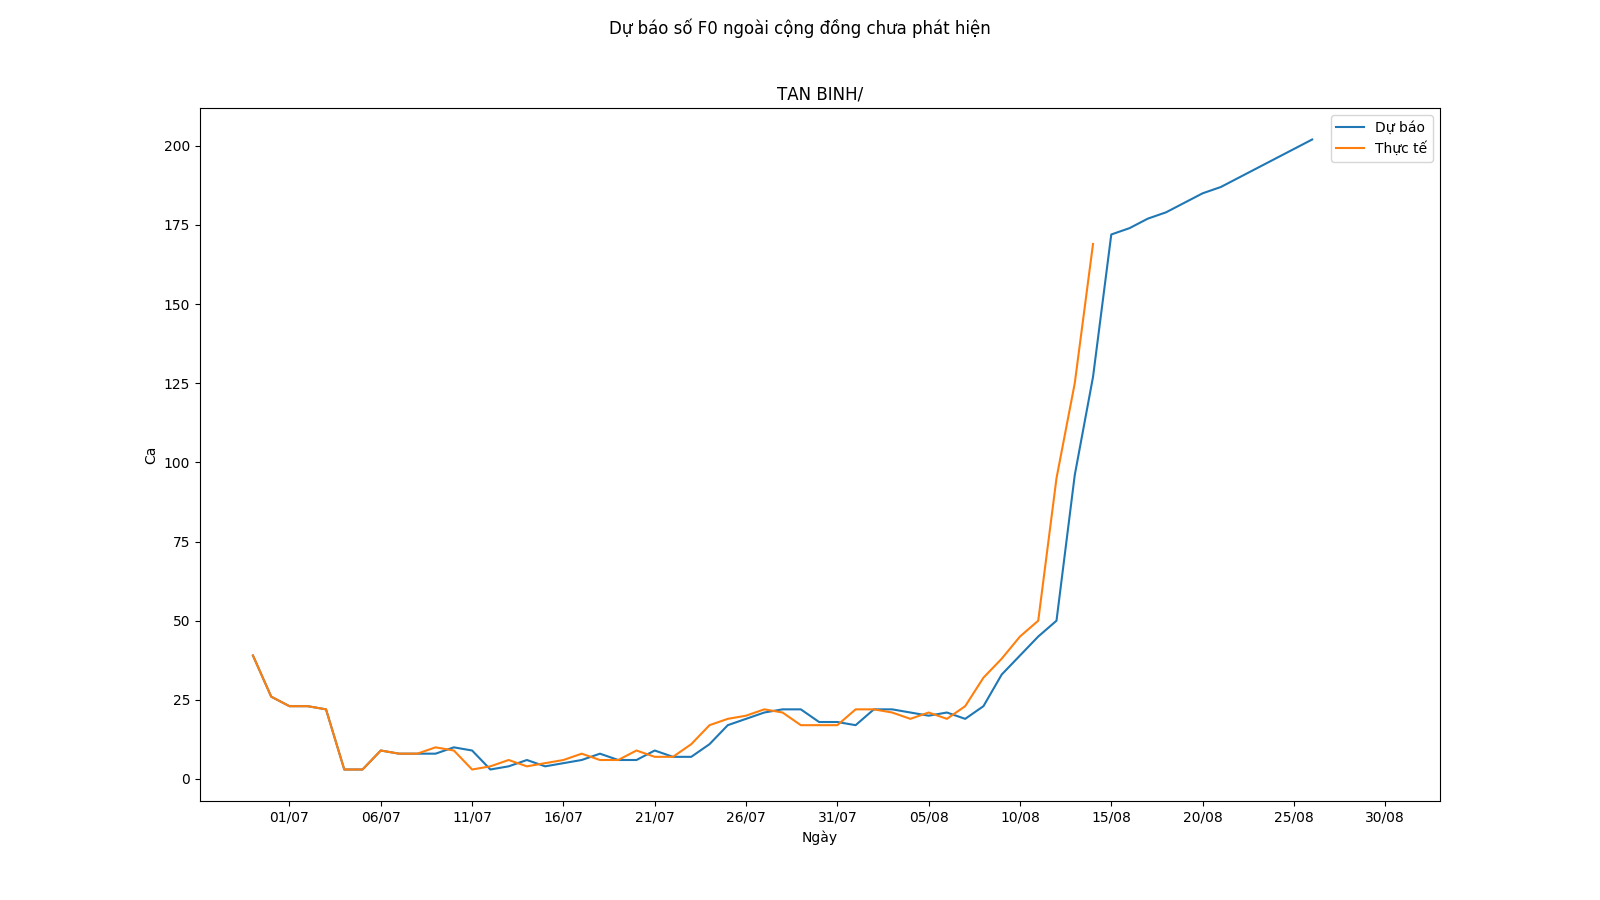 Dự báo số F0 ngoài cộng đồng chưa phát hiện
TAN BINH/
Dự báo
Thực tế
200
175
150
125
100
75
50
25
0
Ca
01/07 06/07 11/07 16/07 21/07 26/07 31/07 05/08 10/08 15/08 20/08 25/08 30/08
Ngày